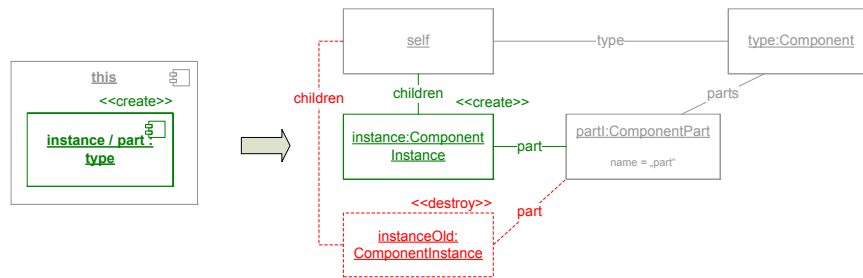 this
<<create>>
instance / part :
type
self
type
type:Component
children
children
<<create>>
parts
instance:Component
Instance
part
partI:ComponentPart
name = „part“
<<destroy>>
part
instanceOld:
ComponentInstance